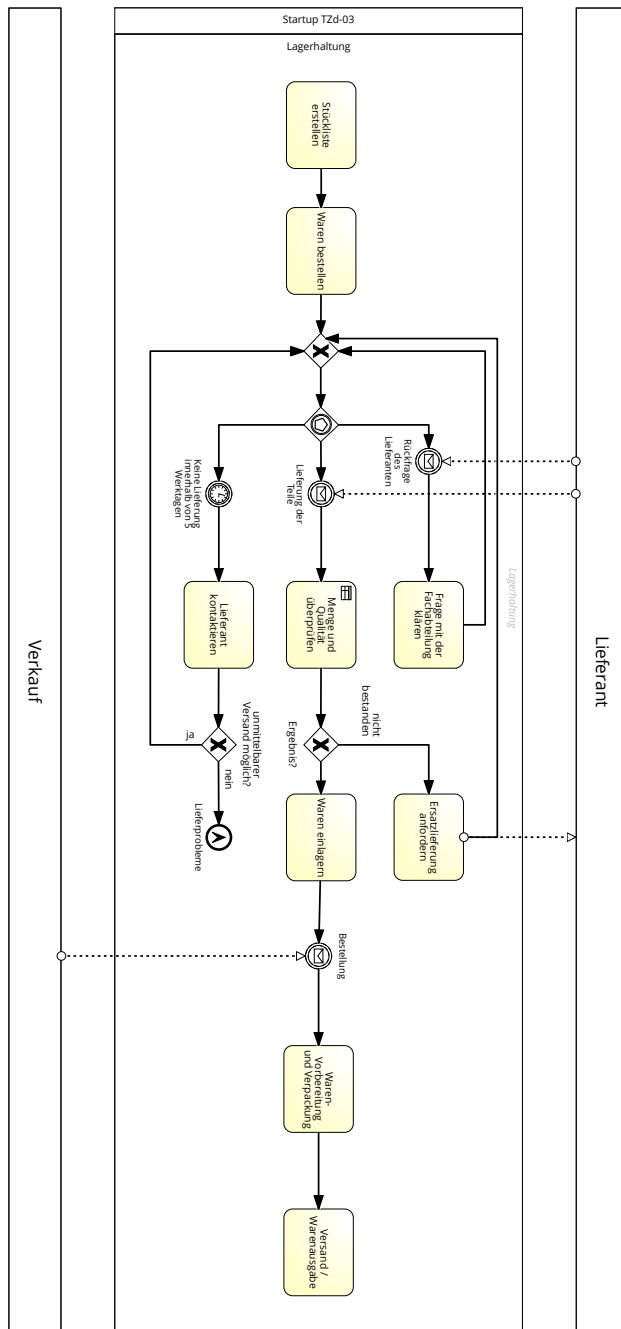 Startup TZd-03
Lagerhaltung
Stückliste
erstellen
Waren bestellen
Rückfrage
des
Lieferanten
Lieferung der
Teile
Keine Lieferung
innerhalb von 5
Werktagen
Lagerhaltung
Frage mit der
Fachabteilung
klären
Menge und
Qualität
überprüfen
Lieferant
kontaktieren
Lieferant
Verkauf
nicht
bestanden
Ergebnis?
unmittelbarer
Versand möglich?
ja
nein
Ersatzlieferung
anfordern
Waren einlagern
Lieferprobleme
Bestellung
Waren-
Vorbereitung
und Verpackung
Versand /
Warenausgabe